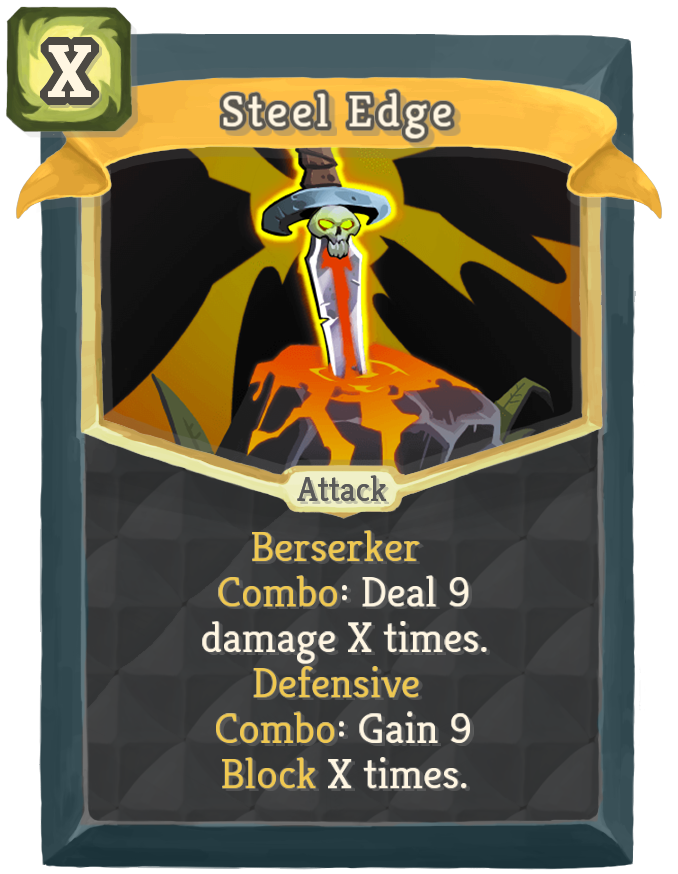 X
Steel Edge
Attack
Berserker
Combo: Deal 9
damage X times.
Defensive
Combo: Gain 9
Block X times.